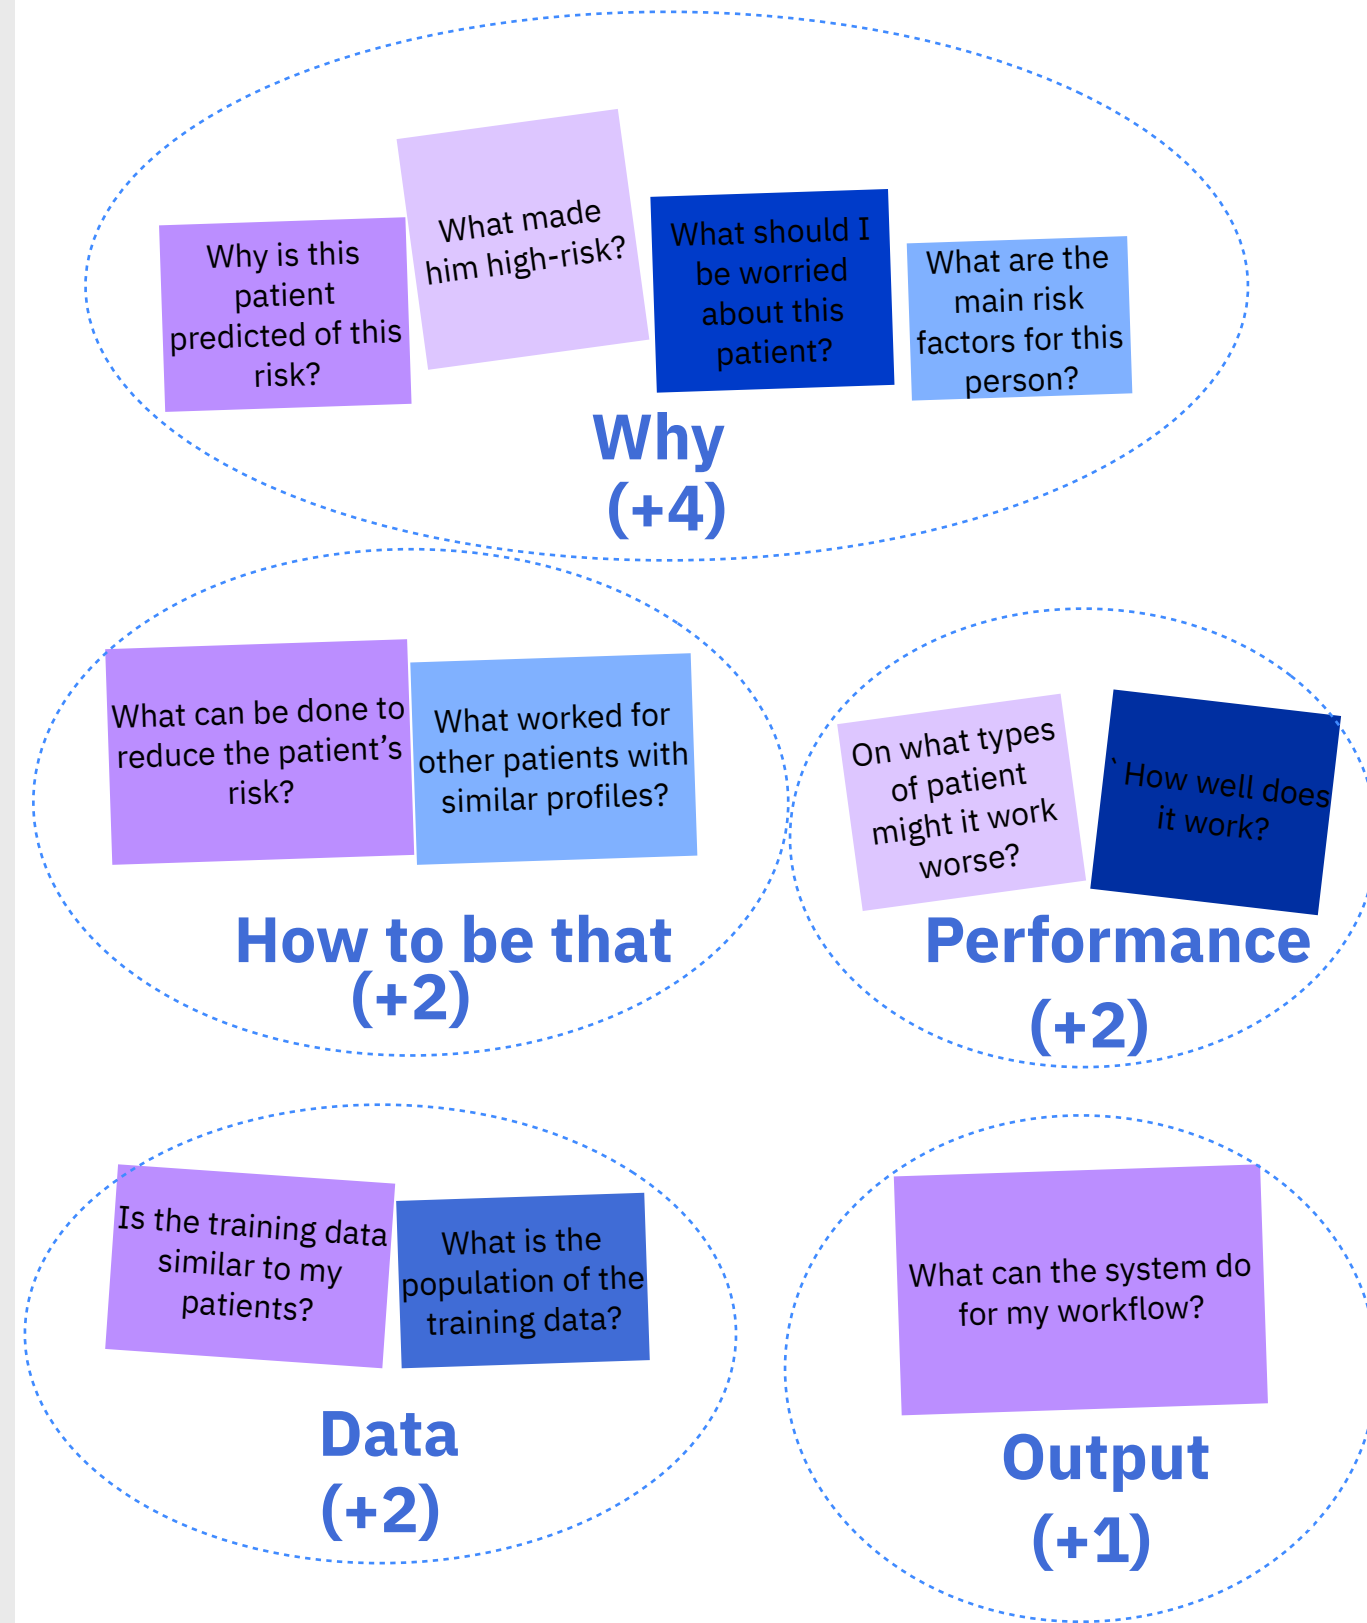 Why is this
patient
predicted of this
risk?
What made
him high-risk?
What should I
be worried
about this
patient?
What are the
main risk
factors for this
person?
Why
(+4)
What can be done to
reduce the patient’s
risk?
What worked for
other patients with
similar profiles?
How to be that
(+2)
On what types
of patient
might it work
worse?
` How well does
it work?
Performance
(+2)
Is the training data
similar to my
patients?
What is the
population of the
training data?
Data
(+2)
What can the system do
for my workflow?
Output
(+1)